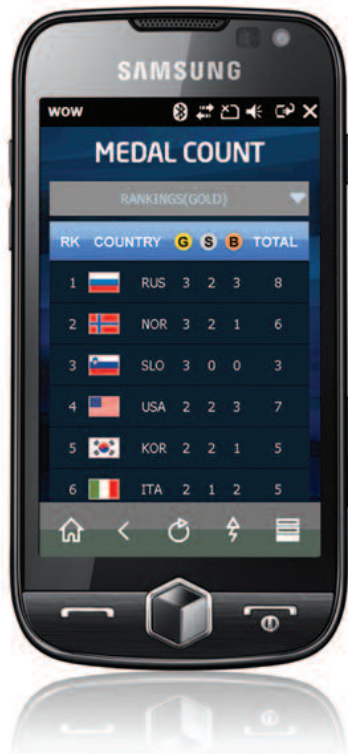 SAMSUNG
WOW
MEDAL COUNT
RANKINGS(GOLD)
RK COUNTRY G S B TOTAL
1 RUS 3 2 3 8
2 NOR 3 2 1 6
3 SLO 3 0 0 3
4 USA 2 2 3 7
5 KOR 2 2 1 5
6 ITA 2 1 2 5